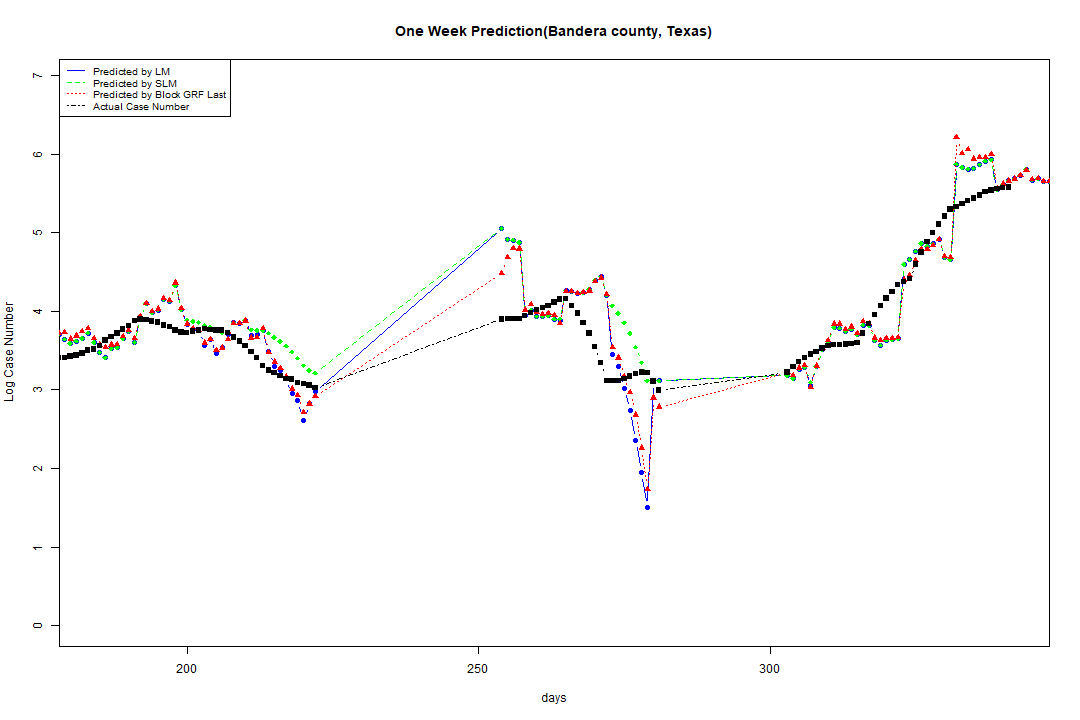 One Week Prediction(Bandera county, Texas)
Predicted by LM
Predicted by SLM
Predicted by Block GRF Last
Actual Case Number
7
6
5
4
3
2
1
0
Log Case Number
200
250
300
days